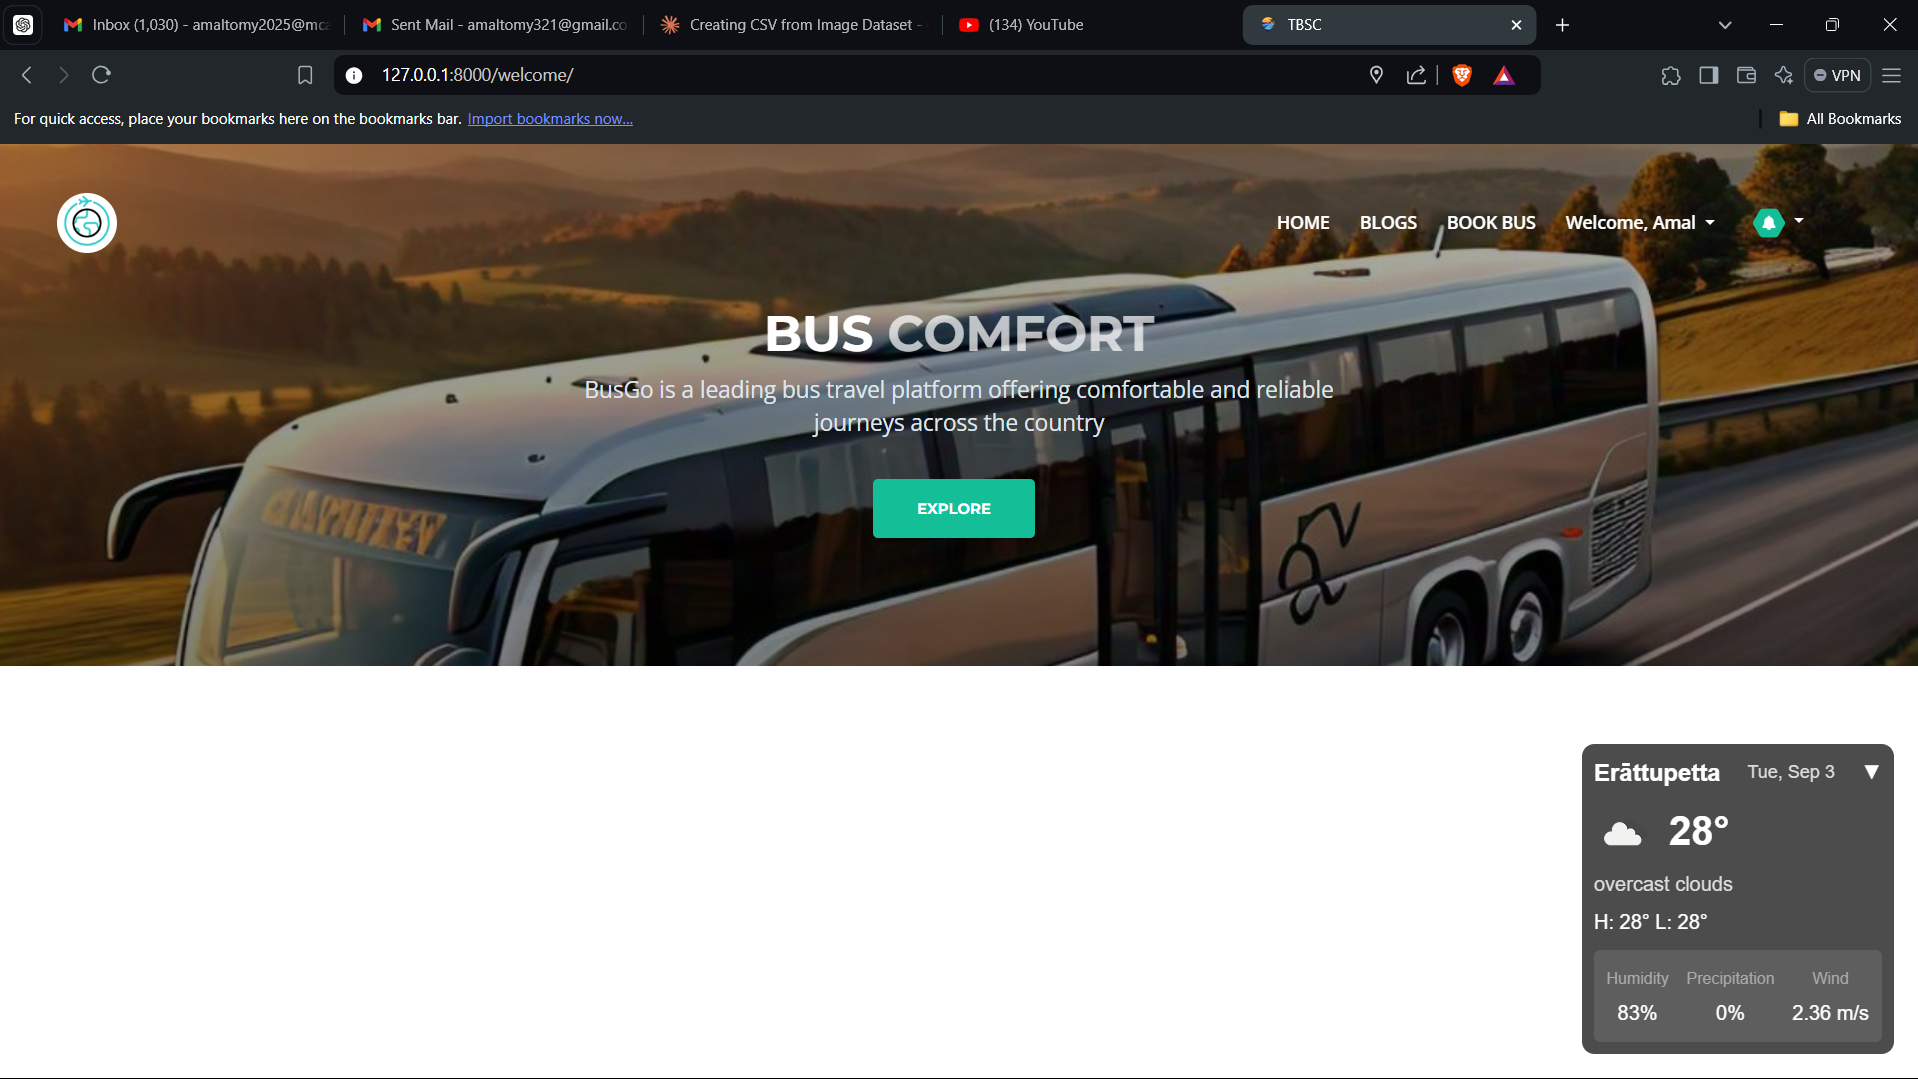 Inbox (1,030) - amaltomy2025@mca
Sent Mail - amaltomy321@gmail.co
Creating CSV from Image Dataset -
(134) YouTube
TBSC
127.0.0.1:8000/welcome/
VPN
For quick access, place your bookmarks here on the bookmarks bar. Import bookmarks now...
All Bookmarks
HOME BLOGS BOOK BUS Welcome, Amal
BUS COMFORT
BusGo is a leading bus travel platform offering comfortable and reliable
journeys across the country
EXPLORE
Erāttupetta Tue, Sep 3 ▼
28°
overcast clouds
H: 28° L: 28°
Humidity Precipitation Wind
83% 0% 2.36 m/s